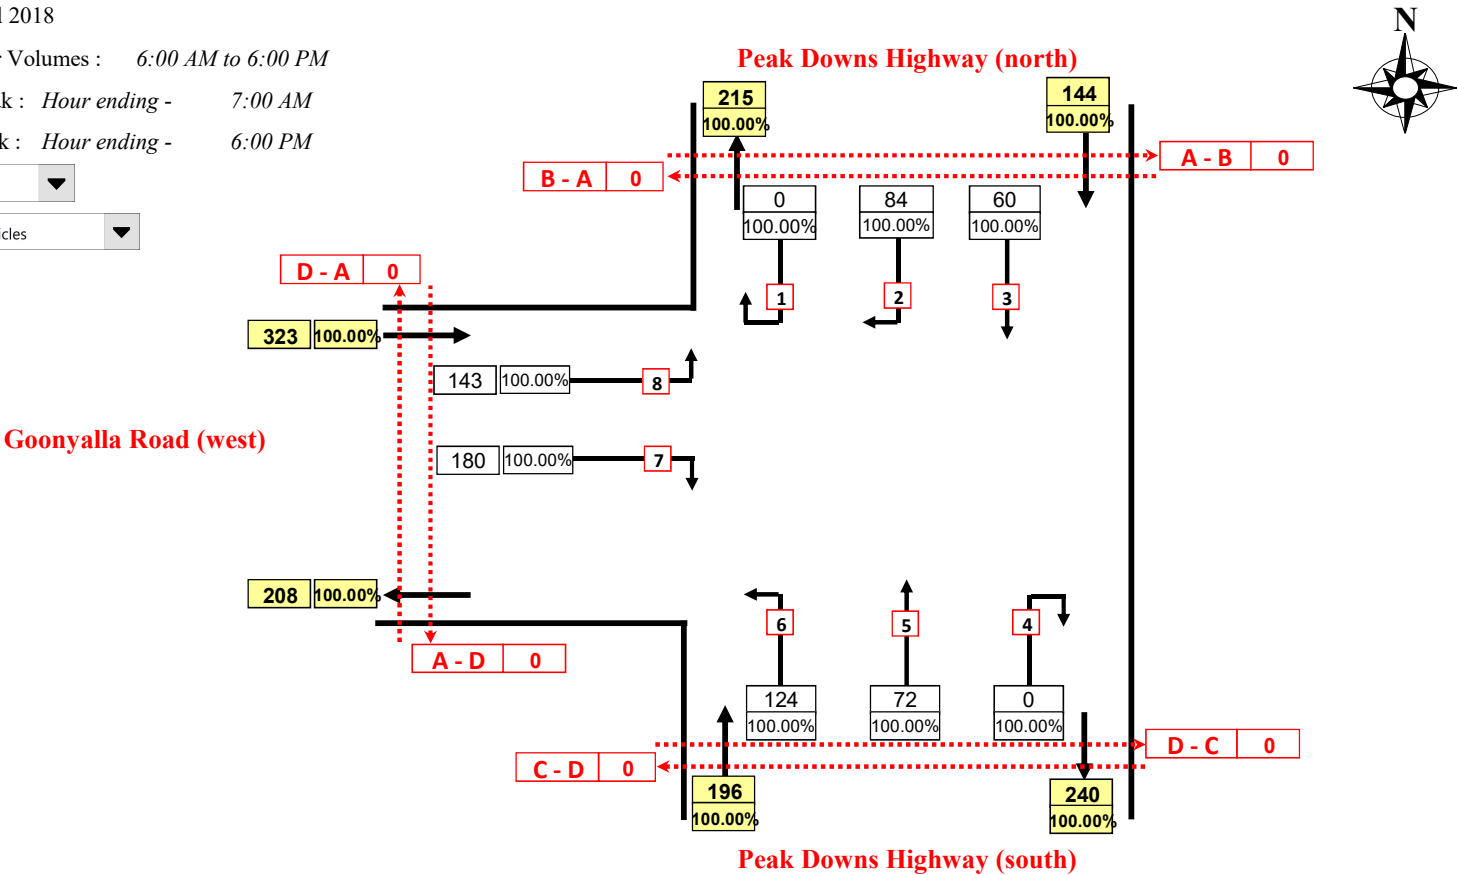 2018
Volumes : 6:00 AM to 6:00 PM
Hour ending - 7:00 AM
Hour ending - 6:00 PM
N
Peak Downs Highway (north)
215
100.00%
144
100.00%
A - B 0
B - A 0
0
100.00%
84
100.00%
60
100.00%
1
2
3
D - A 0
323 100.00%
143 100.00% 8
Goonyalla Road (west)
180 100.00% 7
208 100.00%
6
5
4
A - D 0
124
100.00%
72
100.00%
0
100.00%
D - C 0
C - D 0
196
100.00%
240
100.00%
Peak Downs Highway (south)